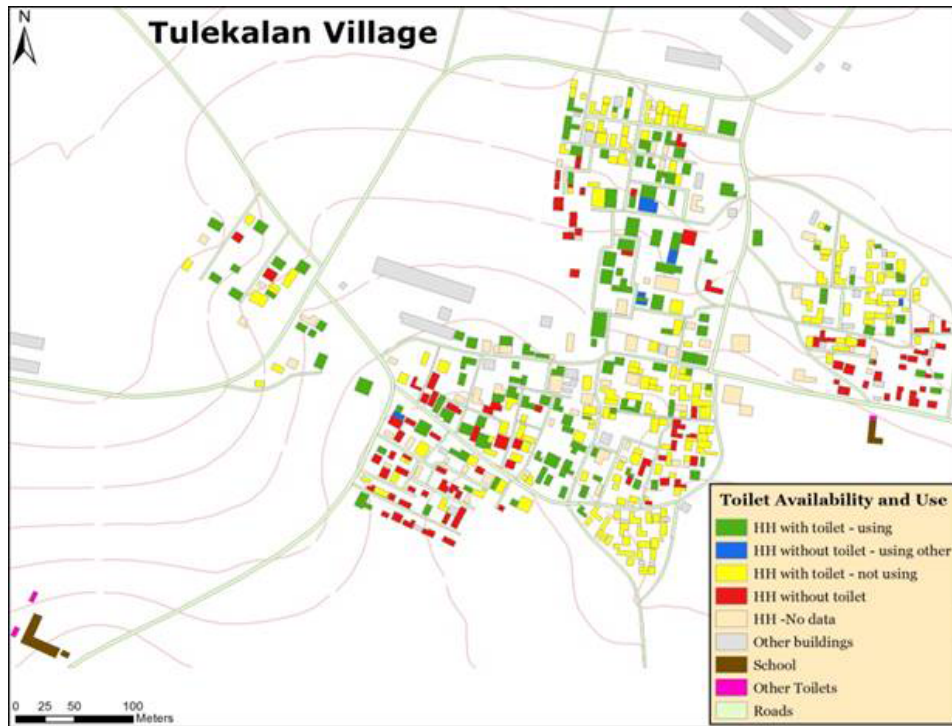 N
Tulekalan Village
Toilet Availability and Use
HH with toilet - using
HH without toilet - using other
HH with toilet - not using
HH without toilet
HH -No data
Other buildings
School
Other Toilets
Roads
0 25 50 100
Meters